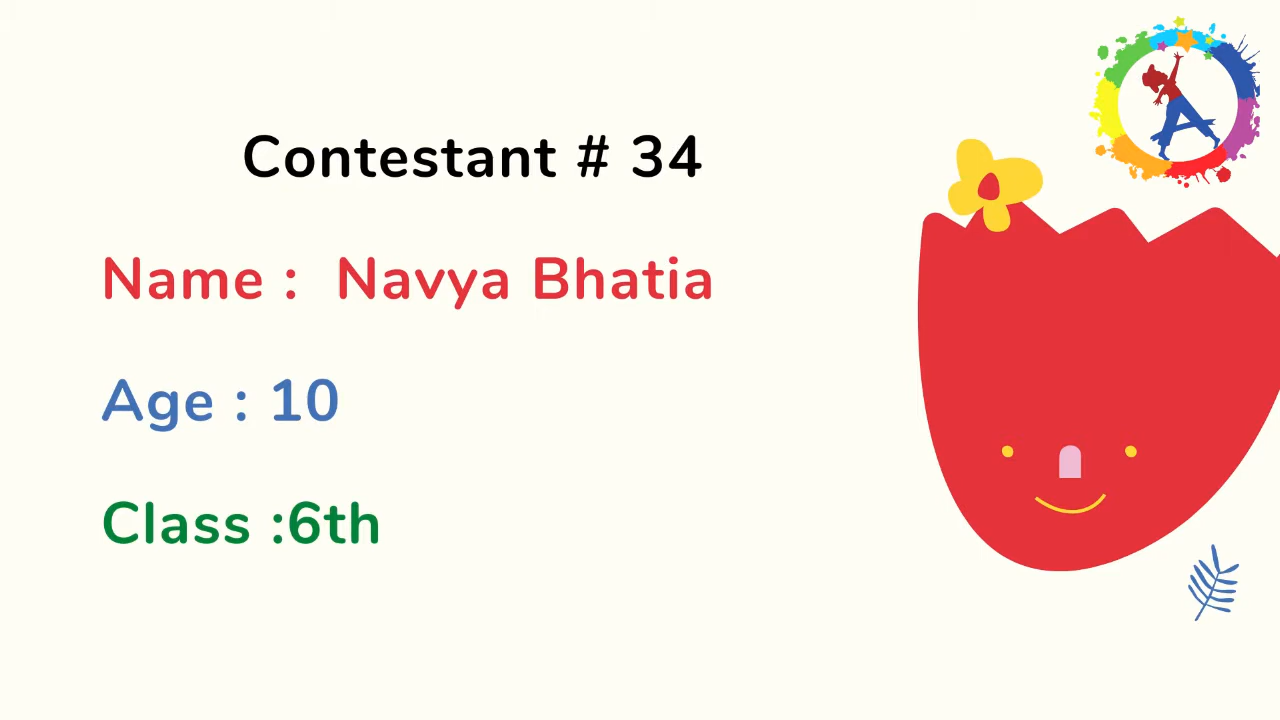 Contestant # 34
Name :  Navya Bhatia
Age : 10
Class :6th